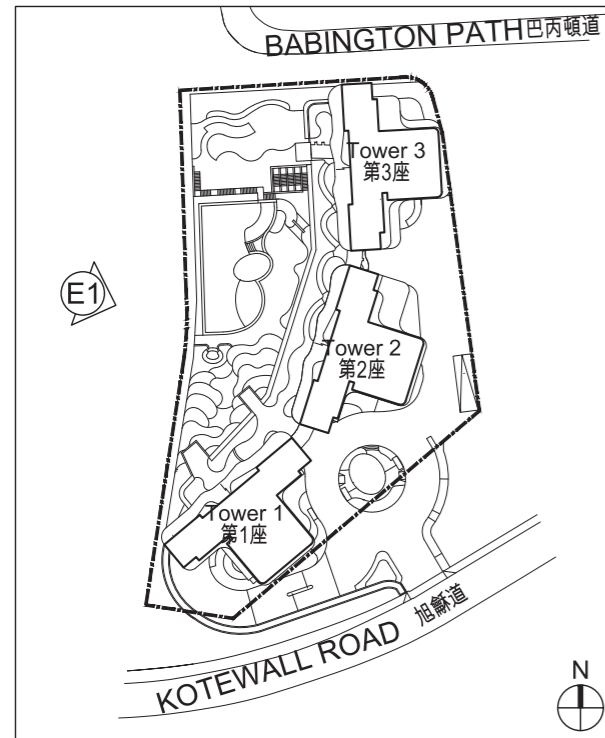 BABINGTON PATH巴丙頓道
Tower 3
第3座
E1
Tower 2
第2座
Tower 1
第1座
KOTEWALL ROAD 旭龢道
N